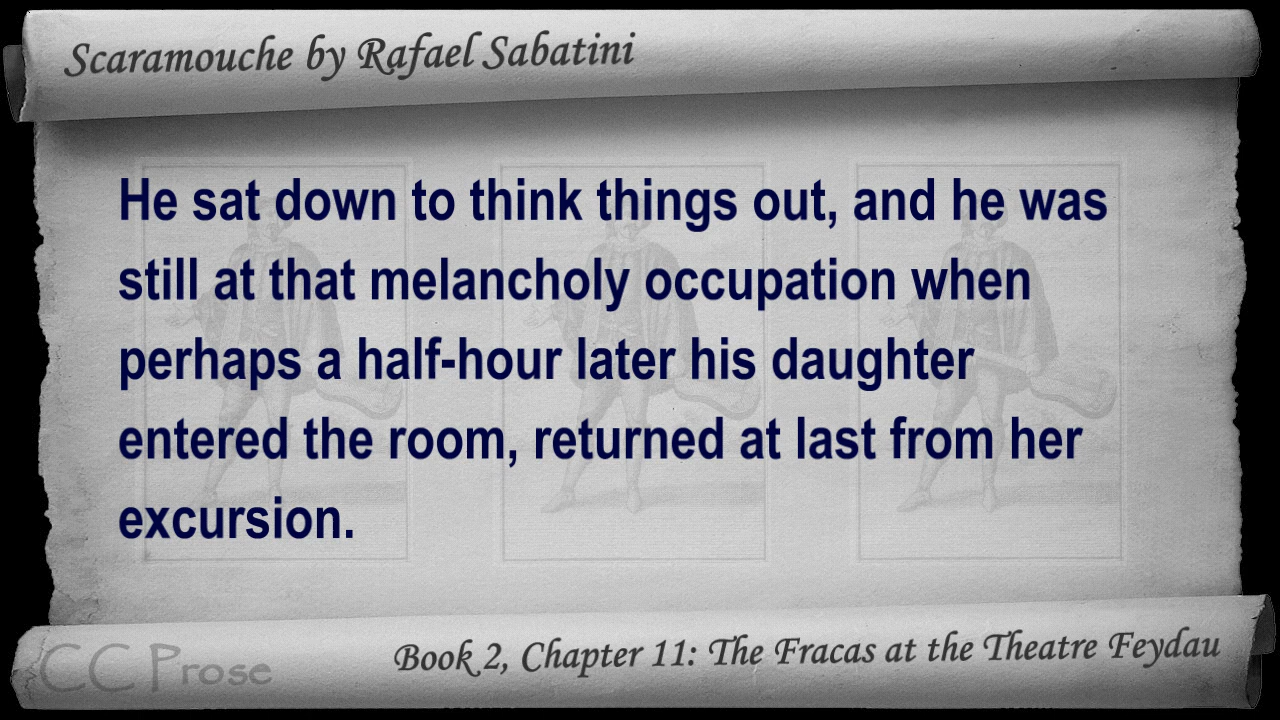 Scaramouche by Rafael Sabatini
He sat down to think things out, and he was
still at that melancholy occupation when
perhaps a half-hour later his daughter
entered the room, returned at last from her
excursion.
CC Prose
Book 2, Chapter 11: The Fracas at the Theatre Feydau